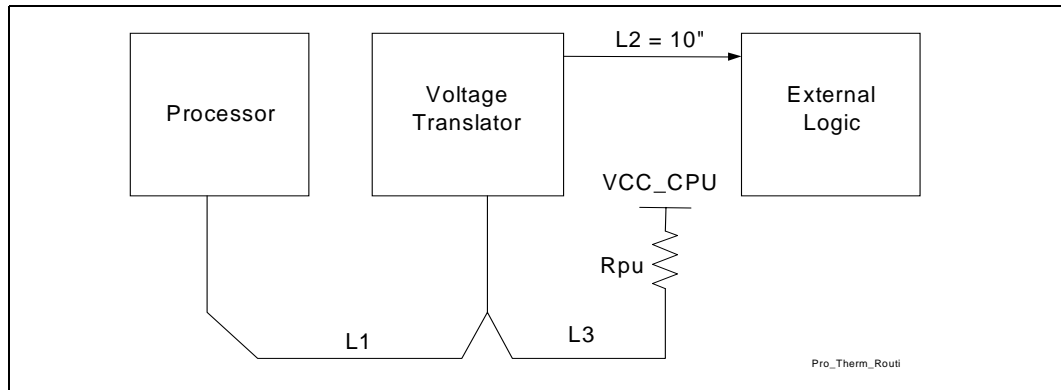 Processor
Voltage
Translator
L2 = 10"
External
Logic
VCC_CPU
Rpu
L1
L3
Pro_Therm_Routi